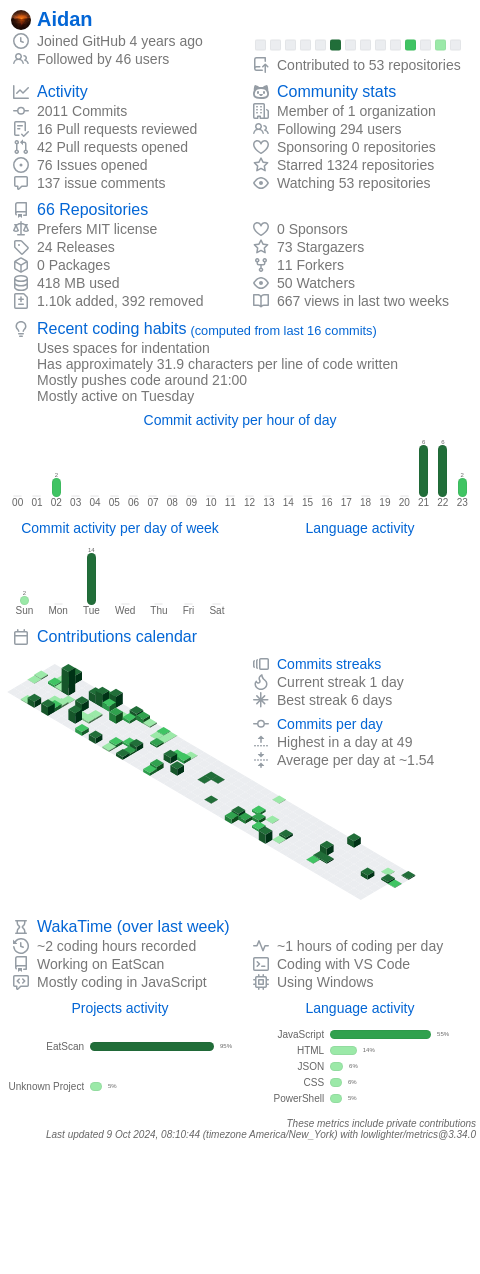 Aidan
Joined GitHub 4 years ago
Followed by 46 users
Contributed to 53 repositories
Activity
2011 Commits
16 Pull requests reviewed
42 Pull requests opened
76 Issues opened
137 issue comments
Community stats
Member of 1 organization
Following 294 users
Sponsoring 0 repositories
Starred 1324 repositories
Watching 53 repositories
66 Repositories
Prefers MIT license
24 Releases
0 Packages
418 MB used
1.10k added, 392 removed
0 Sponsors
73 Stargazers
11 Forkers
50 Watchers
667 views in last two weeks
Recent coding habits (computed from last 16 commits)
Uses spaces for indentation
Has approximately 31.9 characters per line of code written
Mostly pushes code around 21:00
Mostly active on Tuesday
Commit activity per hour of day
2 6 6 2
00 01 02 03 04 05 06 07 08 09 10 11 12 13 14 15 16 17 18 19 20 21 22 23
Commit activity per day of week
2 14
Sun Mon Tue Wed Thu Fri Sat
Language activity
Contributions calendar
Commits streaks
Current streak 1 day
Best streak 6 days
Commits per day
Highest in a day at 49
Average per day at ~1.54
WakaTime (over last week)
~2 coding hours recorded
Working on EatScan
Mostly coding in JavaScript
~1 hours of coding per day
Coding with VS Code
Using Windows
Projects activity
EatScan 95%
Unknown Project 5%
Language activity
JavaScript 55%
HTML 14%
JSON 6%
CSS 6%
PowerShell 5%
These metrics include private contributions
Last updated 9 Oct 2024, 08:10:44 (timezone America/New_York) with lowlighter/metrics@3.34.0